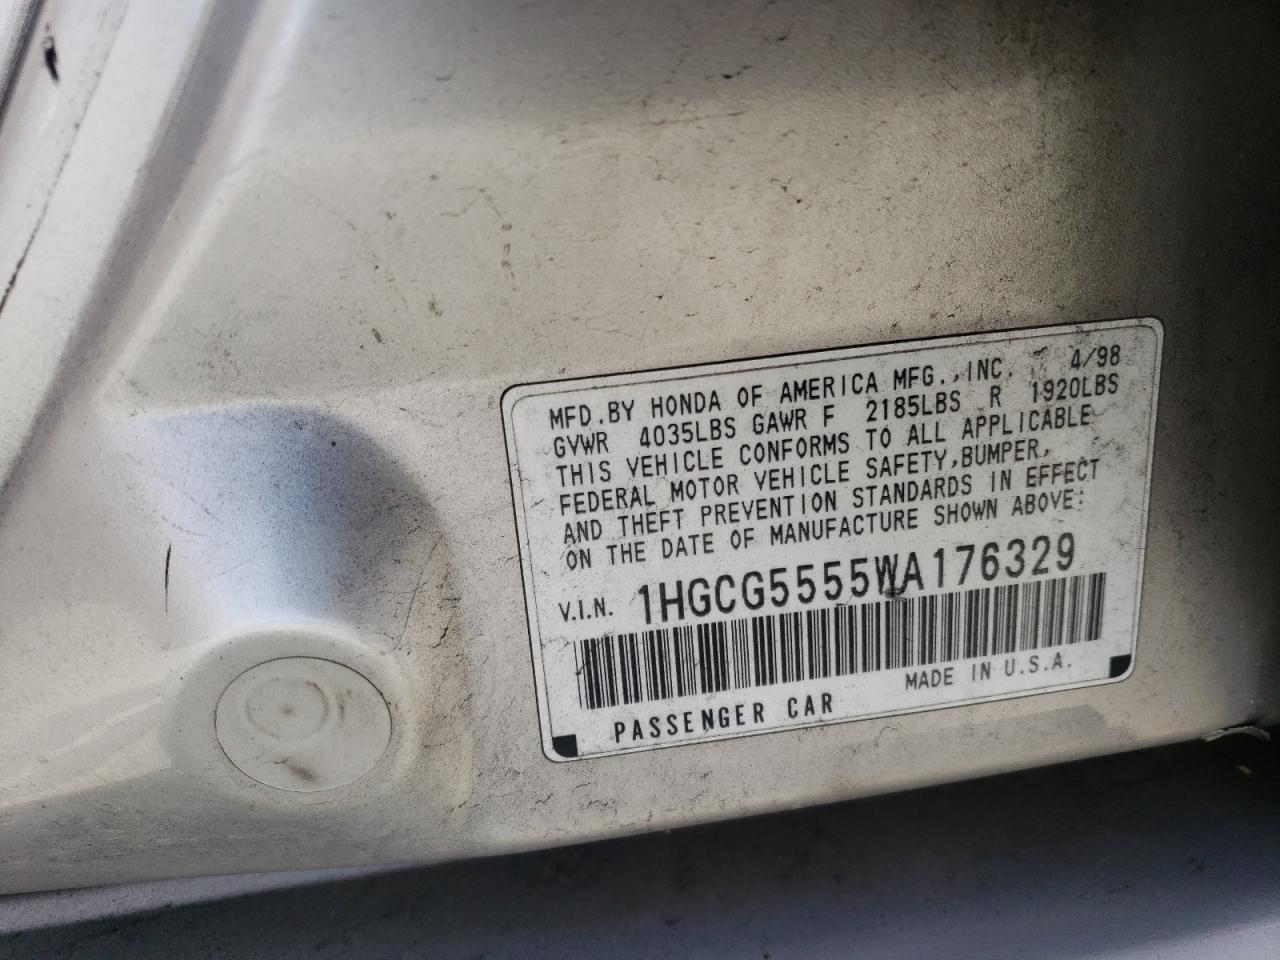 MFD.BY HONDA OF AMERICA MFG.,INC. 4/98
GVWR 4035LBS GAWR F 2185LBS R 1920LBS
THIS VEHICLE CONFORMS TO ALL APPLICABLE
FEDERAL MOTOR VEHICLE SAFETY,BUMPER,
AND THEFT PREVENTION STANDARDS IN EFFECT
ON THE DATE OF MANUFACTURE SHOWN ABOVE:
V.I.N. 1HGCG5555WA176329
PASSENGER CAR MADE IN U.S.A.